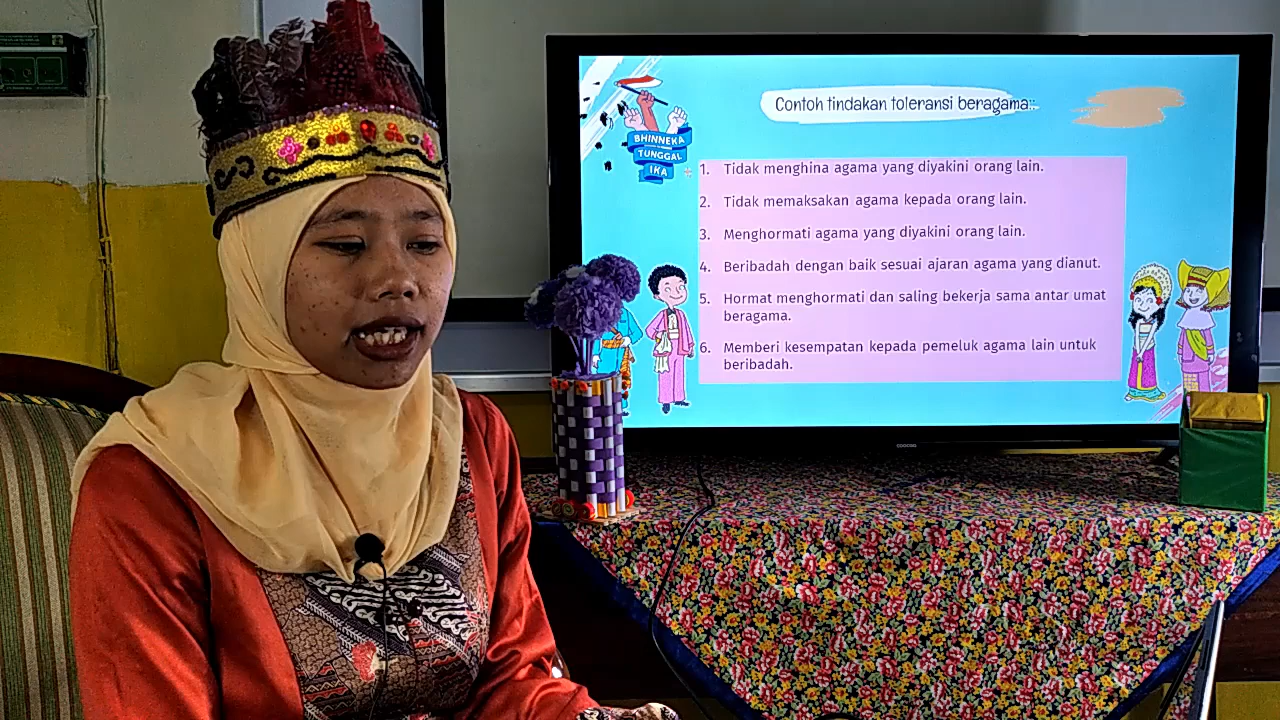 Contoh tindakan toleransi beragama:
BHINNEKA
TUNGGAL
IKA
1. Tidak menghina agama yang diyakini orang lain.
2. Tidak memaksakan agama kepada orang lain.
3. Menghormati agama yang diyakini orang lain.
4. Beribadah dengan baik sesuai ajaran agama yang dianut.
5. Hormat menghormati dan saling bekerja sama antar umat
beragama.
6. Memberi kesempatan kepada pemeluk agama lain untuk
beribadah.
coocaa